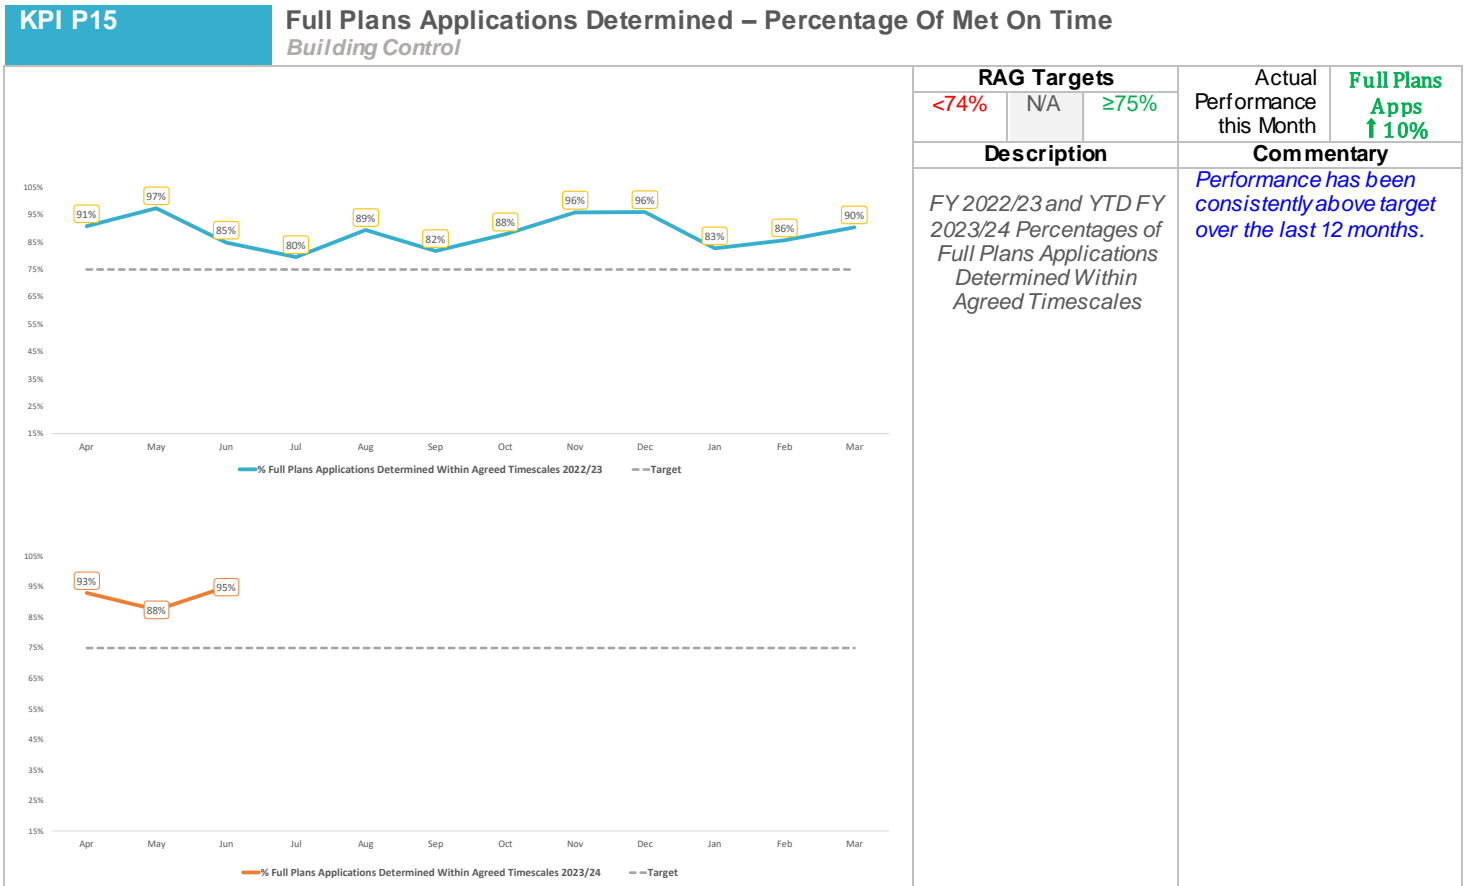 KPI P15
Full Plans Applications Determined – Percentage Of Met On Time
Building Control
RAG Targets
<74%
N/A
≥75%
Actual
Performance
this Month
Full Plans
Apps
⬆10%
Description
Commentary
FY 2022/23 and YTD FY
2023/24 Percentages of
Full Plans Applications
Determined Within
Agreed Timescales
Performance has been
consistently above target
over the last 12 months.
105%
95%
85%
75%
65%
55%
45%
35%
25%
15%
91%
97%
85%
80%
89%
82%
88%
96%
96%
83%
86%
90%
Apr May Jun Jul Aug Sep Oct Nov Dec Jan Feb Mar
% Full Plans Applications Determined Within Agreed Timescales 2022/23 Target
105%
95%
85%
75%
65%
55%
45%
35%
25%
15%
93%
88%
95%
Apr May Jun Jul Aug Sep Oct Nov Dec Jan Feb Mar
% Full Plans Applications Determined Within Agreed Timescales 2023/24 Target